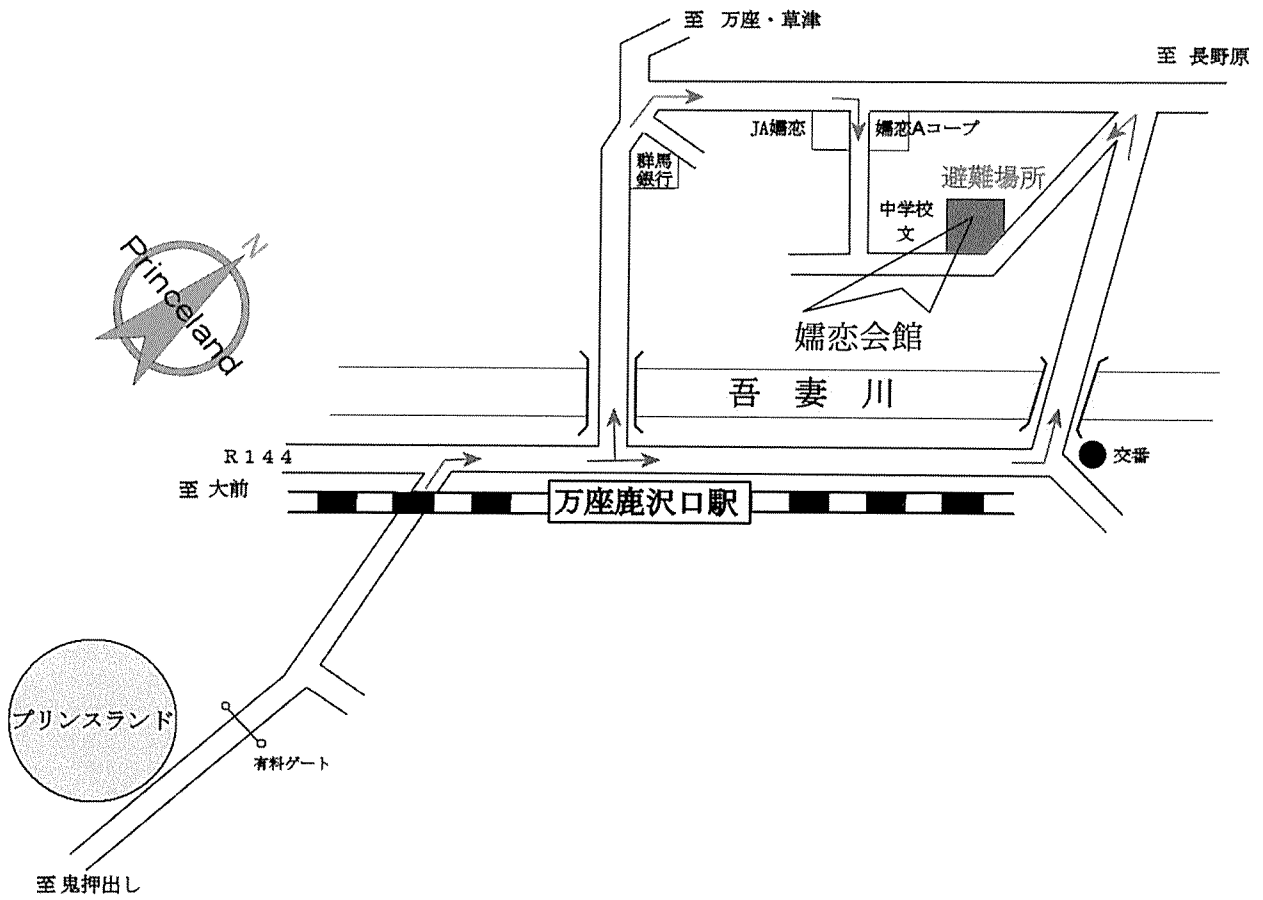 至 万座・草津
至 長野原
JA嬬恋
嬬恋Aコープ
群馬
銀行
避難場所
中学校
文
N
Princeland
嬬恋会館
吾妻川
R144
至 大前
交番
万座鹿沢口駅
プリンスランド
有料ゲート
至 鬼押出し